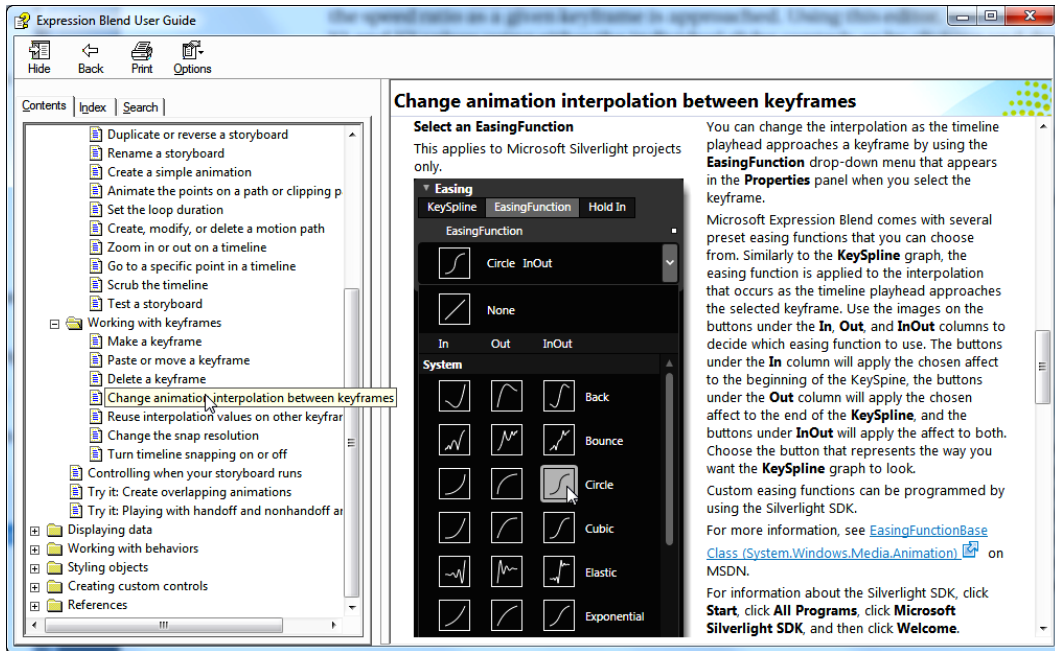 Expression Blend User Guide
the speed ratio as a given keyframe is approached. Using this editor,
Hide Back Print Options
Contents Index Search
Duplicate or reverse a storyboard
Rename a storyboard
Create a simple animation
Animate the points on a path or clipping p
Set the loop duration
Create, modify, or delete a motion path
Zoom in or out on a timeline
Go to a specific point in a timeline
Scrub the timeline
Test a storyboard
Working with keyframes
Make a keyframe
Paste or move a keyframe
Delete a keyframe
Change animation interpolation between keyframes
Reuse interpolation values on other keyfrar
Change the snap resolution
Turn timeline snapping on or off
Controlling when your storyboard runs
Try it: Create overlapping animations
Try it: Playing with handoff and nonhandoff ar
Displaying data
Working with behaviors
Styling objects
Creating custom controls
References
Change animation interpolation between keyframes
Select an EasingFunction
This applies to Microsoft Silverlight projects
only.
Easing
KeySpline EasingFunction Hold In
EasingFunction
Circle InOut
None
In Out InOut
System
Back
Bounce
Circle
Cubic
Elastic
Exponential
You can change the interpolation as the timeline
playhead approaches a keyframe by using the
EasingFunction drop-down menu that appears
in the Properties panel when you select the
keyframe.
Microsoft Expression Blend comes with several
preset easing functions that you can choose
from. Similarly to the KeySpline graph, the
easing function is applied to the interpolation
that occurs as the timeline playhead approaches
the selected keyframe. Use the images on the
buttons under the In, Out, and InOut columns to
decide which easing function to use. The buttons
under the In column will apply the chosen affect
to the beginning of the KeySpine, the buttons
under the Out column will apply the chosen
affect to the end of the KeySpline, and the
buttons under InOut will apply the affect to both.
Choose the button that represents the way you
want the KeySpline graph to look.
Custom easing functions can be programmed by
using the Silverlight SDK.
For more information, see EasingFunctionBase
Class (System.Windows.Media.Animation) on
MSDN.
For information about the Silverlight SDK, click
Start, click All Programs, click Microsoft
Silverlight SDK, and then click Welcome.